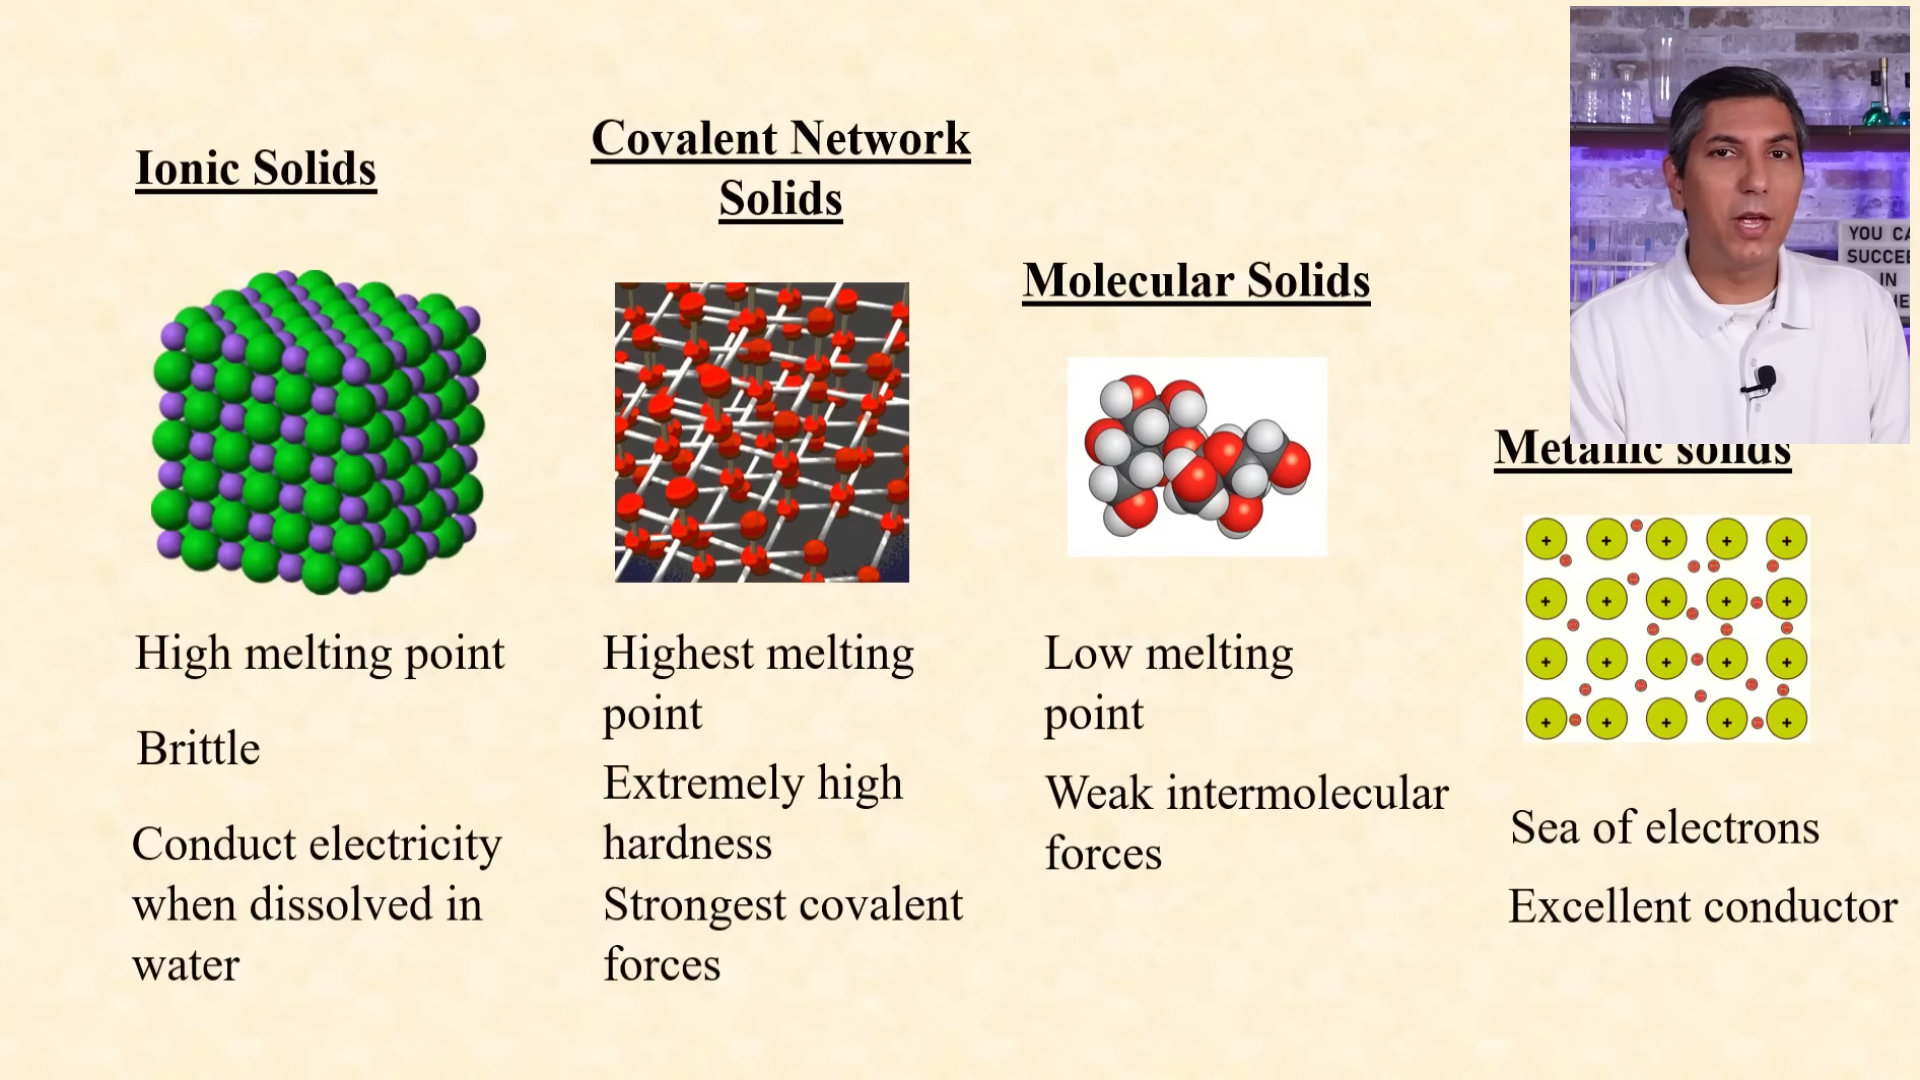 Ionic Solids
High melting point
Brittle
Conduct electricity
when dissolved in
water
Covalent Network
Solids
Highest melting
point
Extremely high
hardness
Strongest covalent
forces
Molecular Solids
Low melting
point
Weak intermolecular
forces
Metallic solids
Sea of electrons
Excellent conductor
YOU
IN